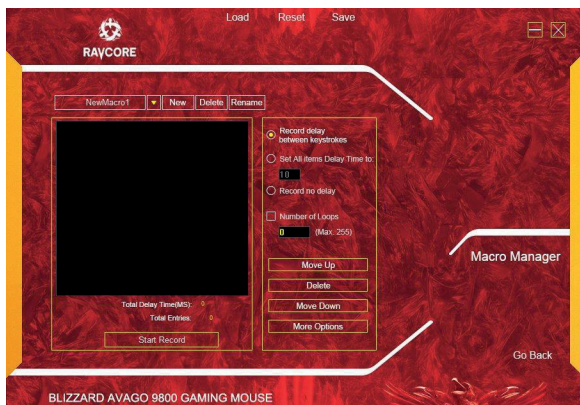 Load Reset Save
RAVCORE
NewMacro1 New Delete Rename
Record delay
between keystrokes
Set All items Delay Time to:
10
Record no delay
Number of Loops
0 (Max. 255)
Move Up
Delete
Move Down
More Options
Total Delay Time(MS): 0
Total Entries: 0
Start Record
Macro Manager
Go Back
BLIZZARD AVAGO 9800 GAMING MOUSE